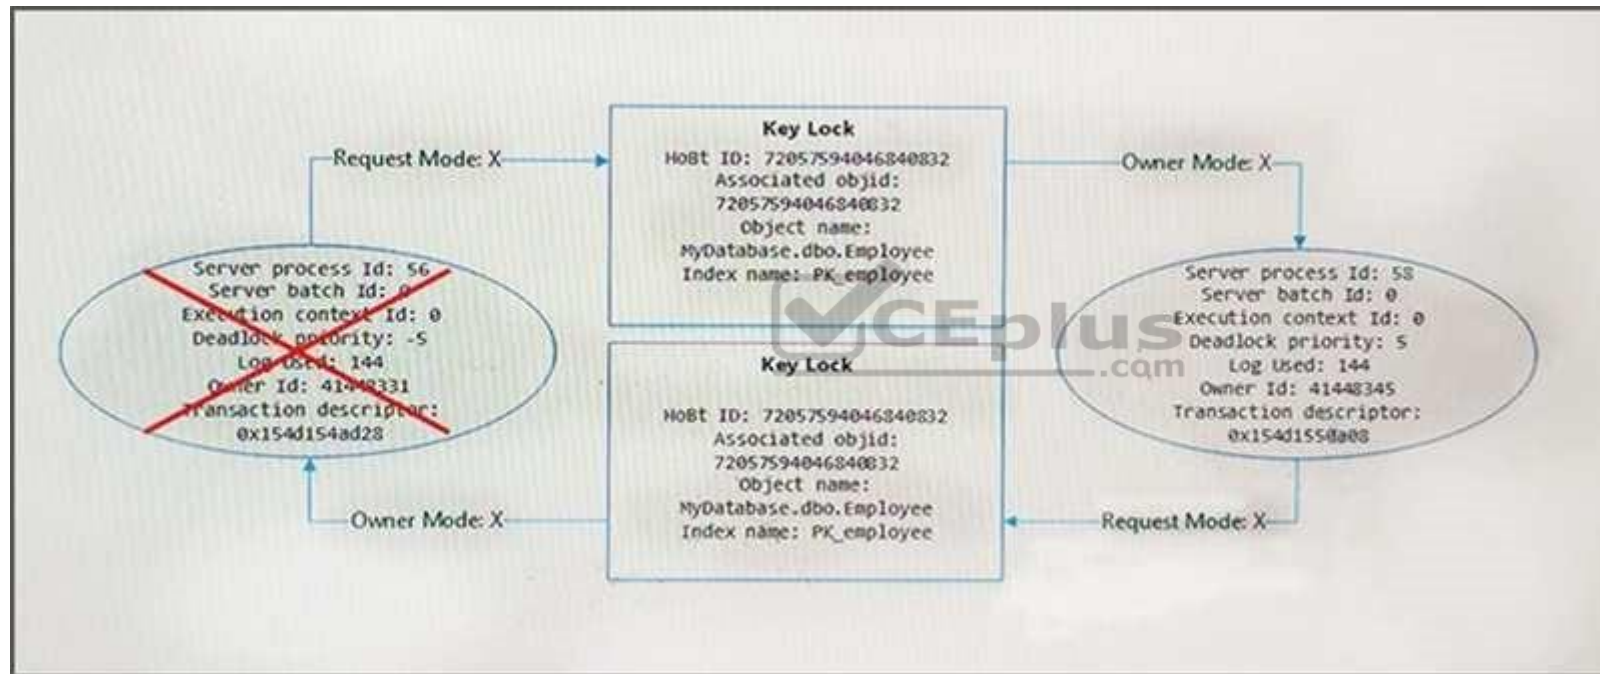 Key Lock
HoBt ID: 72057594046840832
Associated objid:
72057594046840832
Object name:
MyDatabase.dbo.Employee
Index name: PK_employee
Request Mode: X
Owner Mode: X
Server process Id: 56
Server batch Id: 0
Execution context Id: 0
Deadlock priority: -5
Log Used: 144
Owner Id: 41448331
Transaction descriptor:
0x154d154ad28
Server process Id: 58
Server batch Id: 0
Execution context Id: 0
Deadlock priority: 5
Log Used: 144
Owner Id: 41448345
Transaction descriptor:
0x154d1550a08
Key Lock
HoBt ID: 72057594046840832
Associated objid:
72057594046840832
Object name:
MyDatabase.dbo.Employee
Index name: PK_employee
Owner Mode: X
Request Mode: X
CEplus
.com